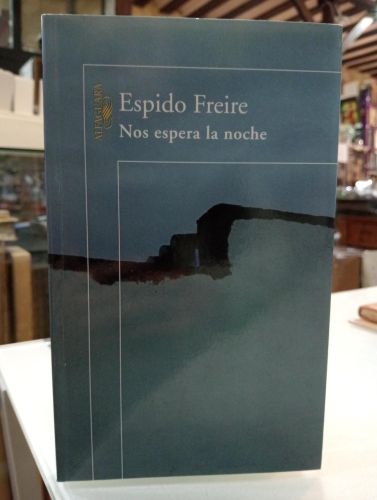 ALFAGUARA
Espido Freire
Nos espera la noche